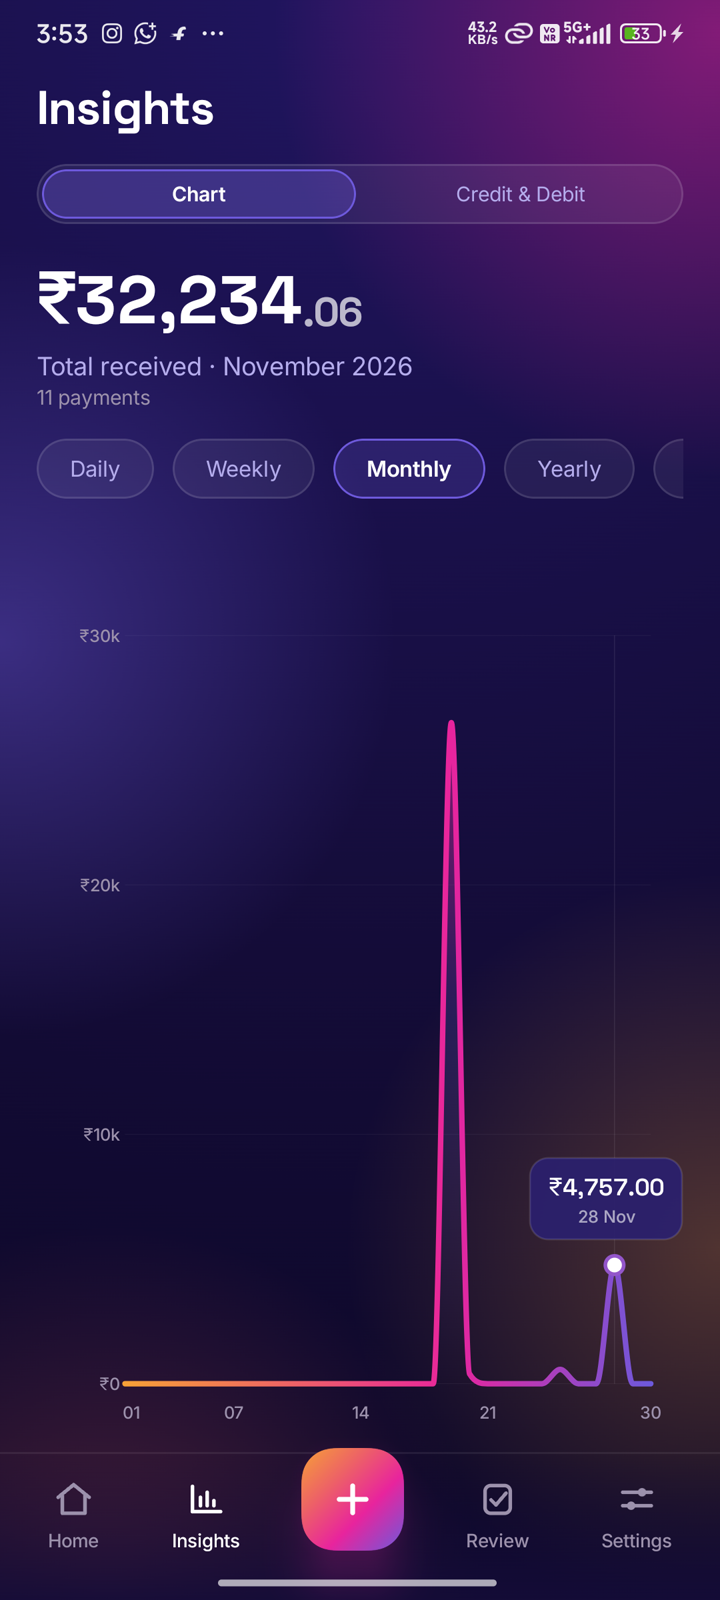 3:53
43.2
KB/s
Vo
NR
5G+
33
Insights
Chart
Credit & Debit
₹32,234.06
Total received · November 2026
11 payments
Daily
Weekly
Monthly
Yearly
₹30k
₹20k
₹10k
₹4,757.00
28 Nov
₹0
01
07
14
21
30
Home
Insights
Review
Settings